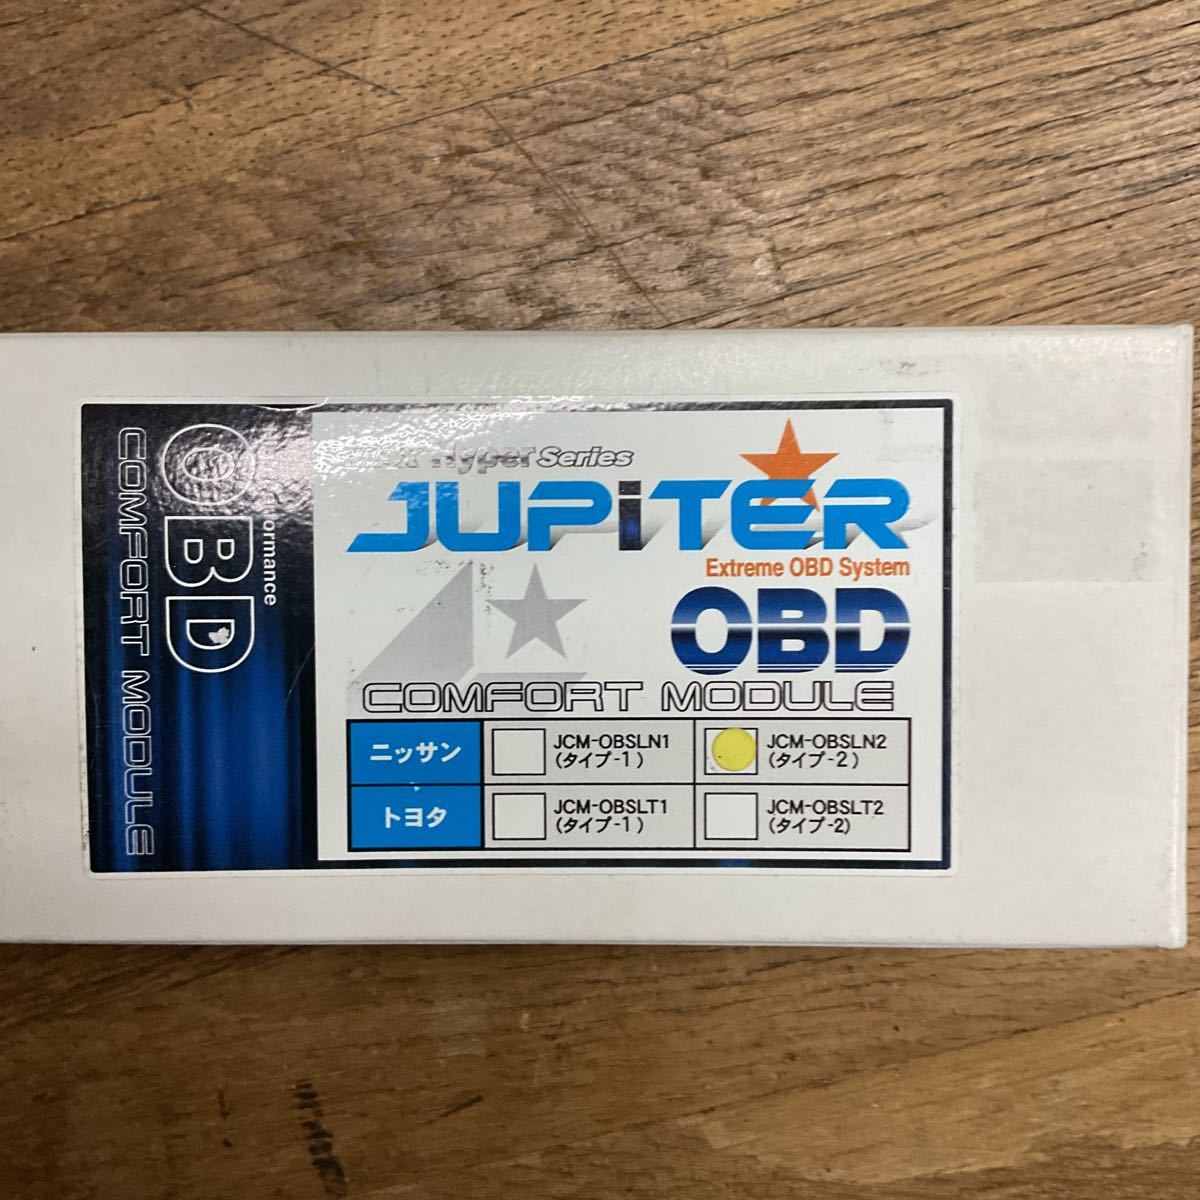 OBD
COMFORT MODULE
Hyper Series
JUPiTER
Extreme OBD System
OBD
COMFORT MODULE
ニッサン
JCM-OBSLN1
(タイプ-1)
JCM-OBSLN2
(タイプ-2)
トヨタ
JCM-OBSLT1
(タイプ-1)
JCM-OBSLT2
(タイプ-2)